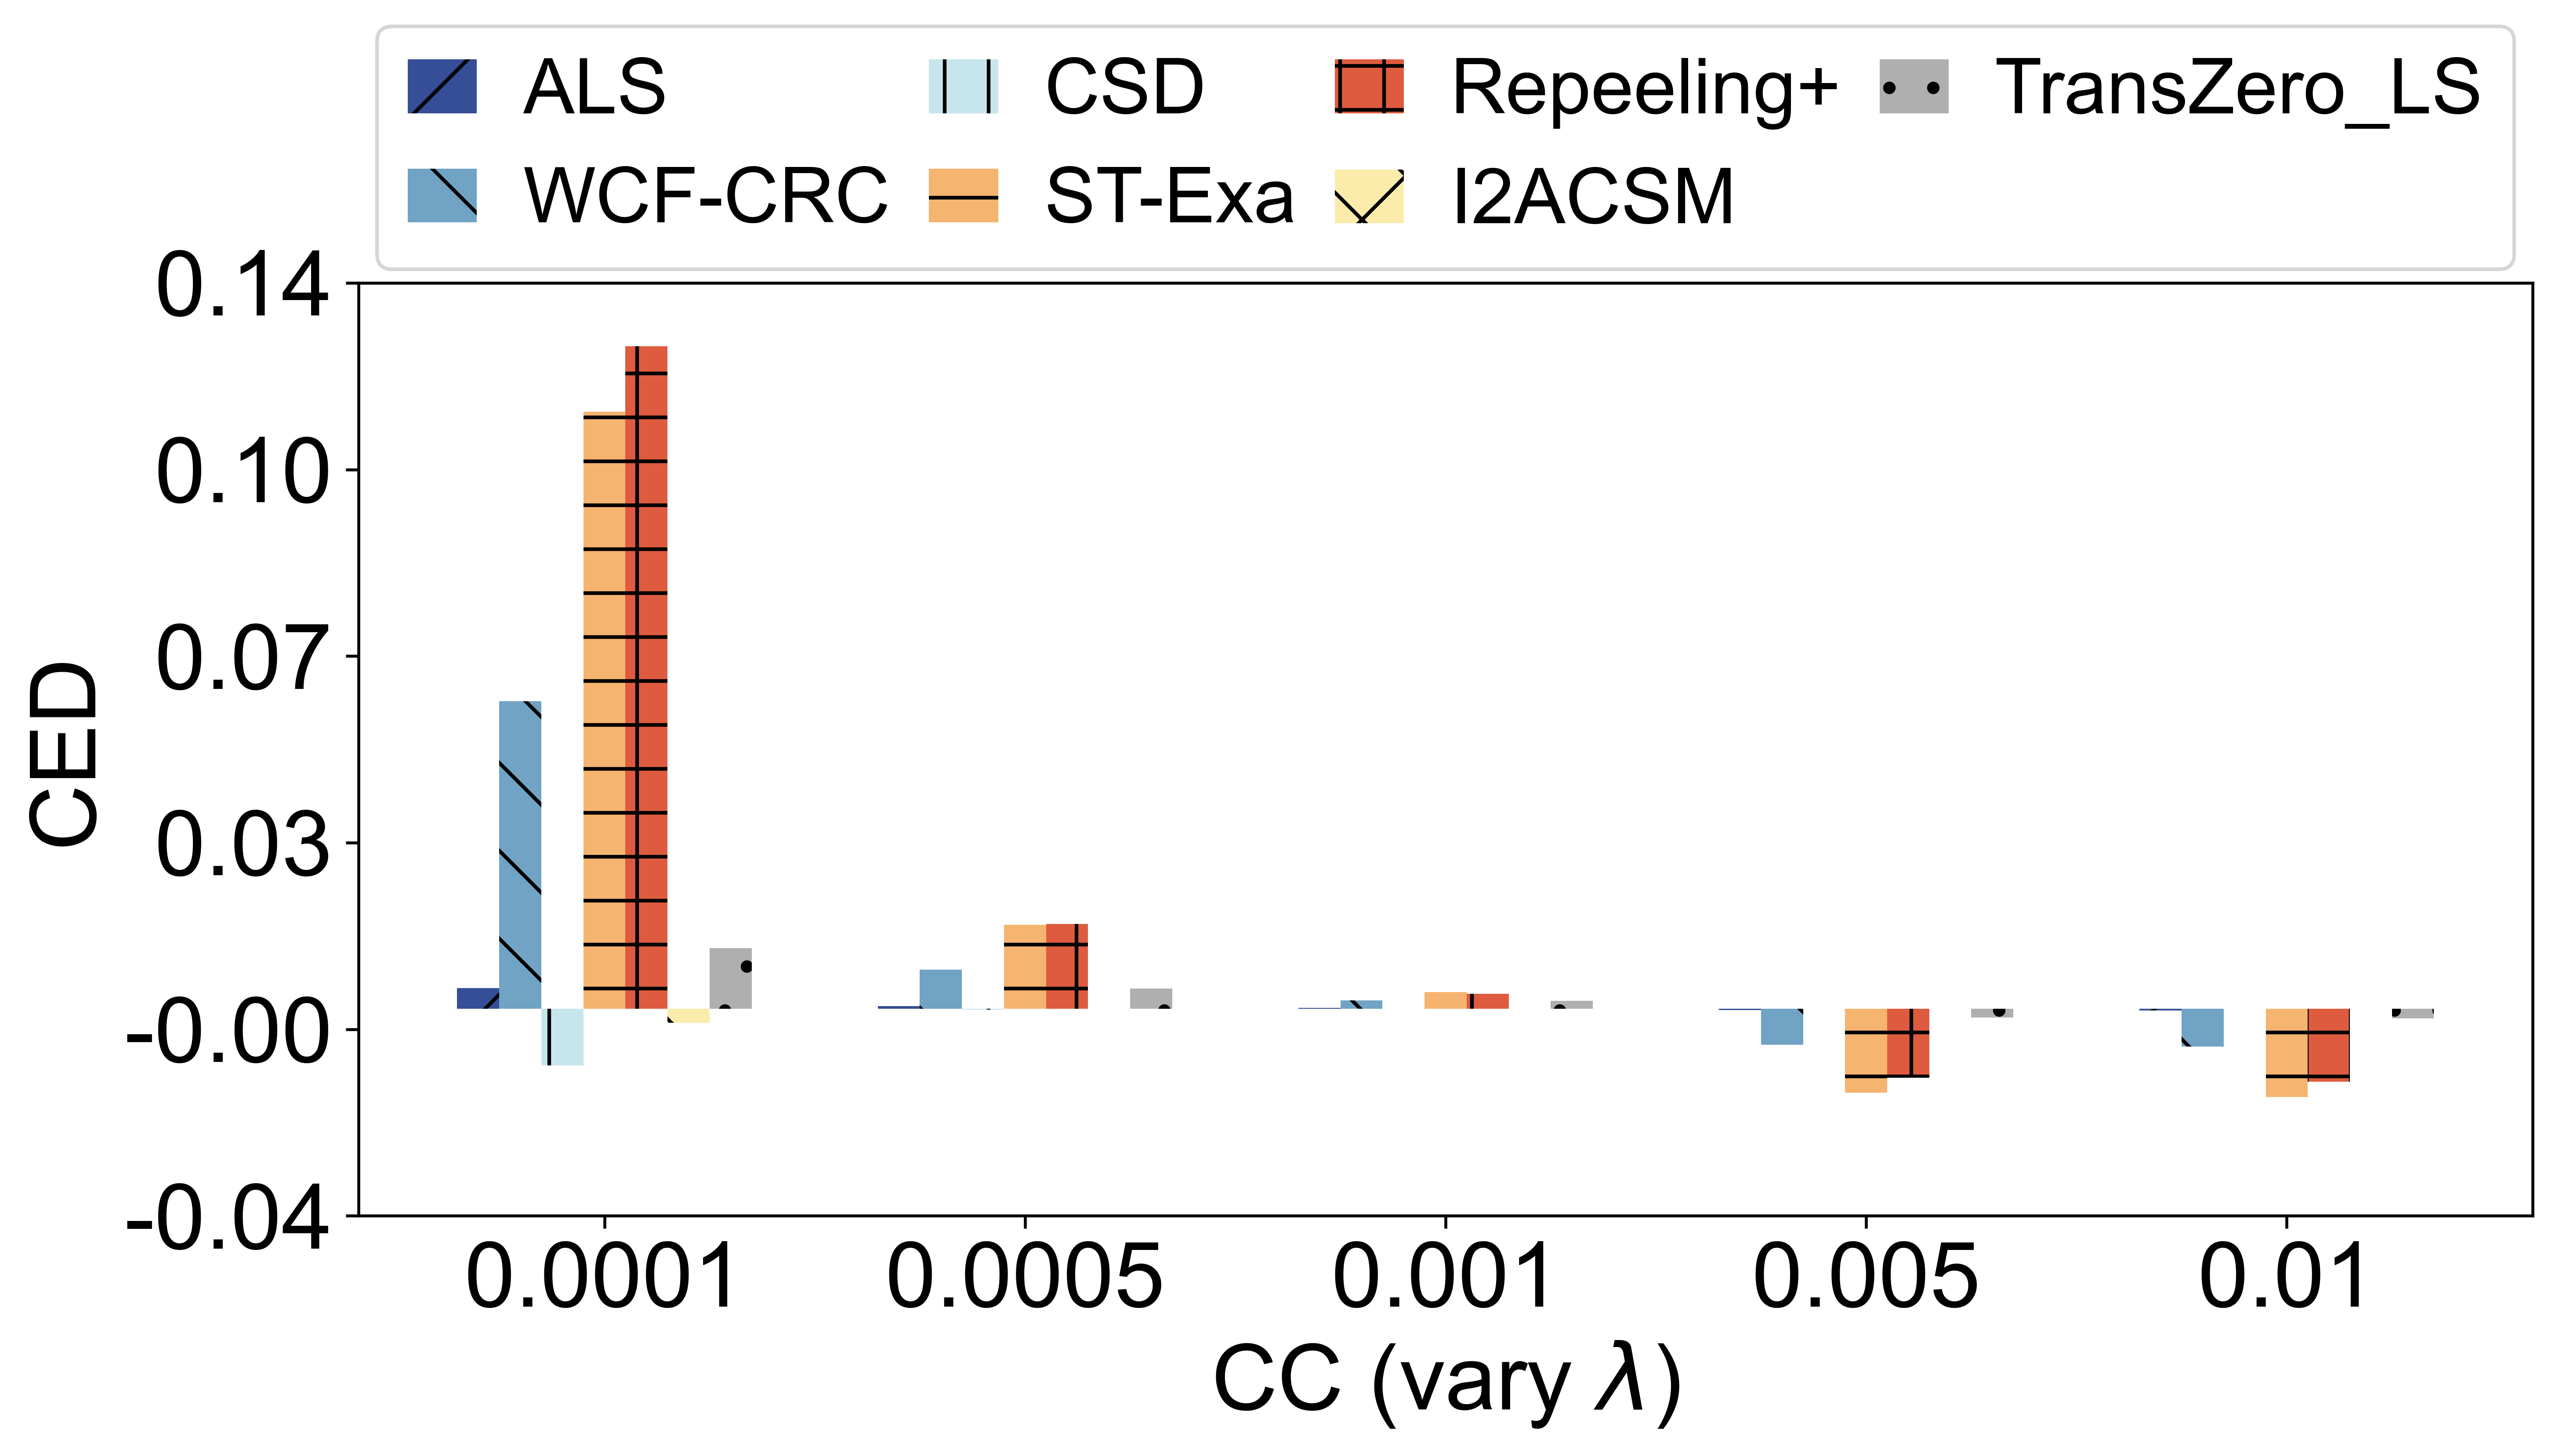 ALS CSD Repeeling+ TransZero_LS
WCF-CRC ST-Exa I2ACSM
0.14
0.10
0.07
0.03
-0.00
-0.04
CED
0.0001 0.0005 0.001 0.005 0.01
CC (vary λ)